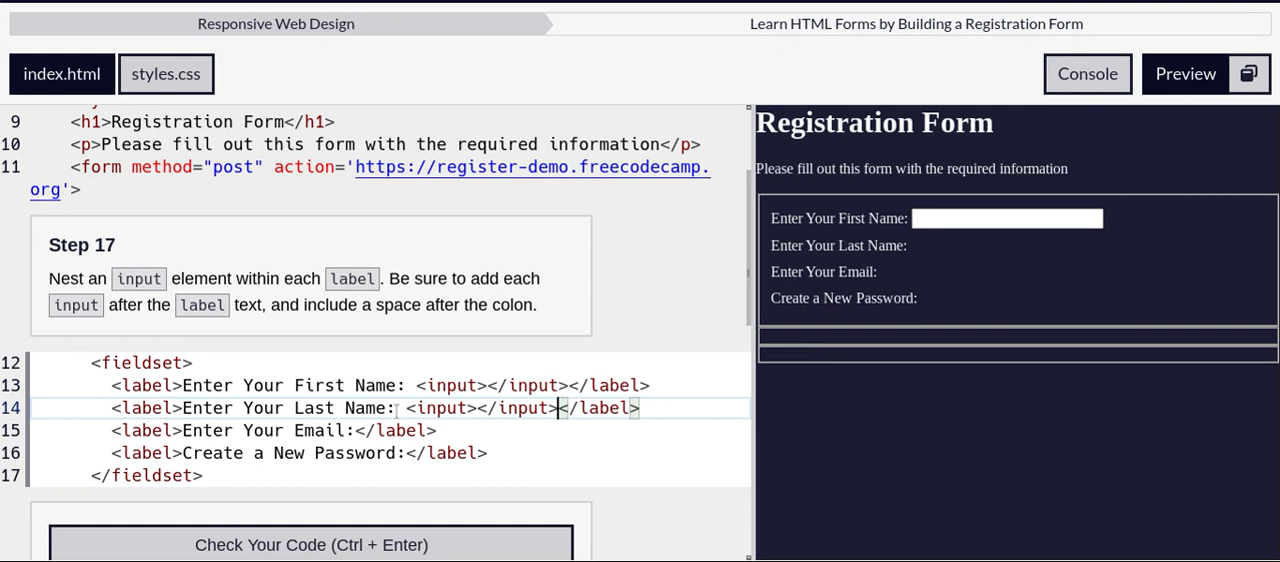 Responsive Web Design
Learn HTML Forms by Building a Registration Form
index.html
styles.css
Console
Preview
9 <h1>Registration Form</h1>
10 <p>Please fill out this form with the required information</p>
11 <form method="post" action='https://register-demo.freecodecamp.
org'>
Step 17
Nest an input element within each label. Be sure to add each
input after the label text, and include a space after the colon.
12 <fieldset>
13 <label>Enter Your First Name: <input></input></label>
14 <label>Enter Your Last Name: <input></input></label>
15 <label>Enter Your Email:</label>
16 <label>Create a New Password:</label>
17 </fieldset>
Check Your Code (Ctrl + Enter)
Registration Form
Please fill out this form with the required information
Enter Your First Name:
Enter Your Last Name:
Enter Your Email:
Create a New Password: